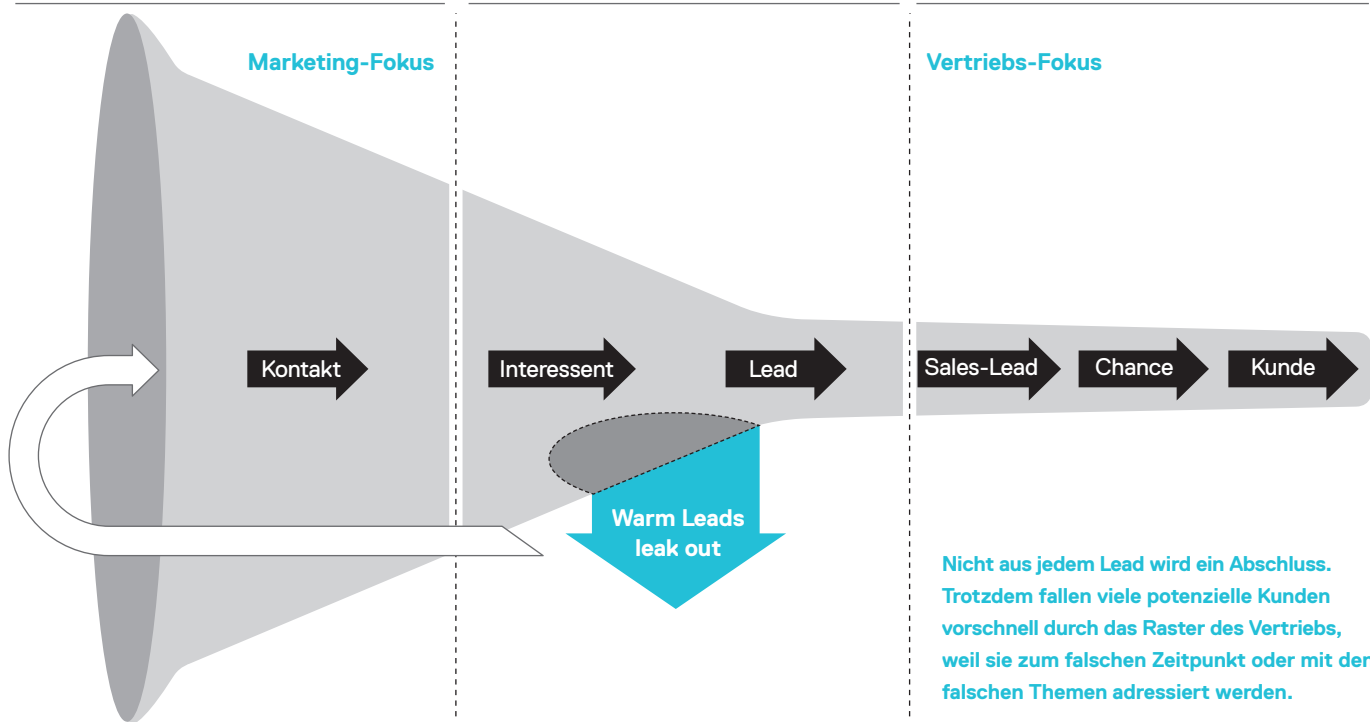 Marketing-Fokus
Vertriebs-Fokus
Kontakt
Interessent
Lead
Sales-Lead
Chance
Kunde
Warm Leads
leak out
Nicht aus jedem Lead wird ein Abschluss.
Trotzdem fallen viele potenzielle Kunden
vorschnell durch das Raster des Vertriebs,
weil sie zum falschen Zeitpunkt oder mit den
falschen Themen adressiert werden.